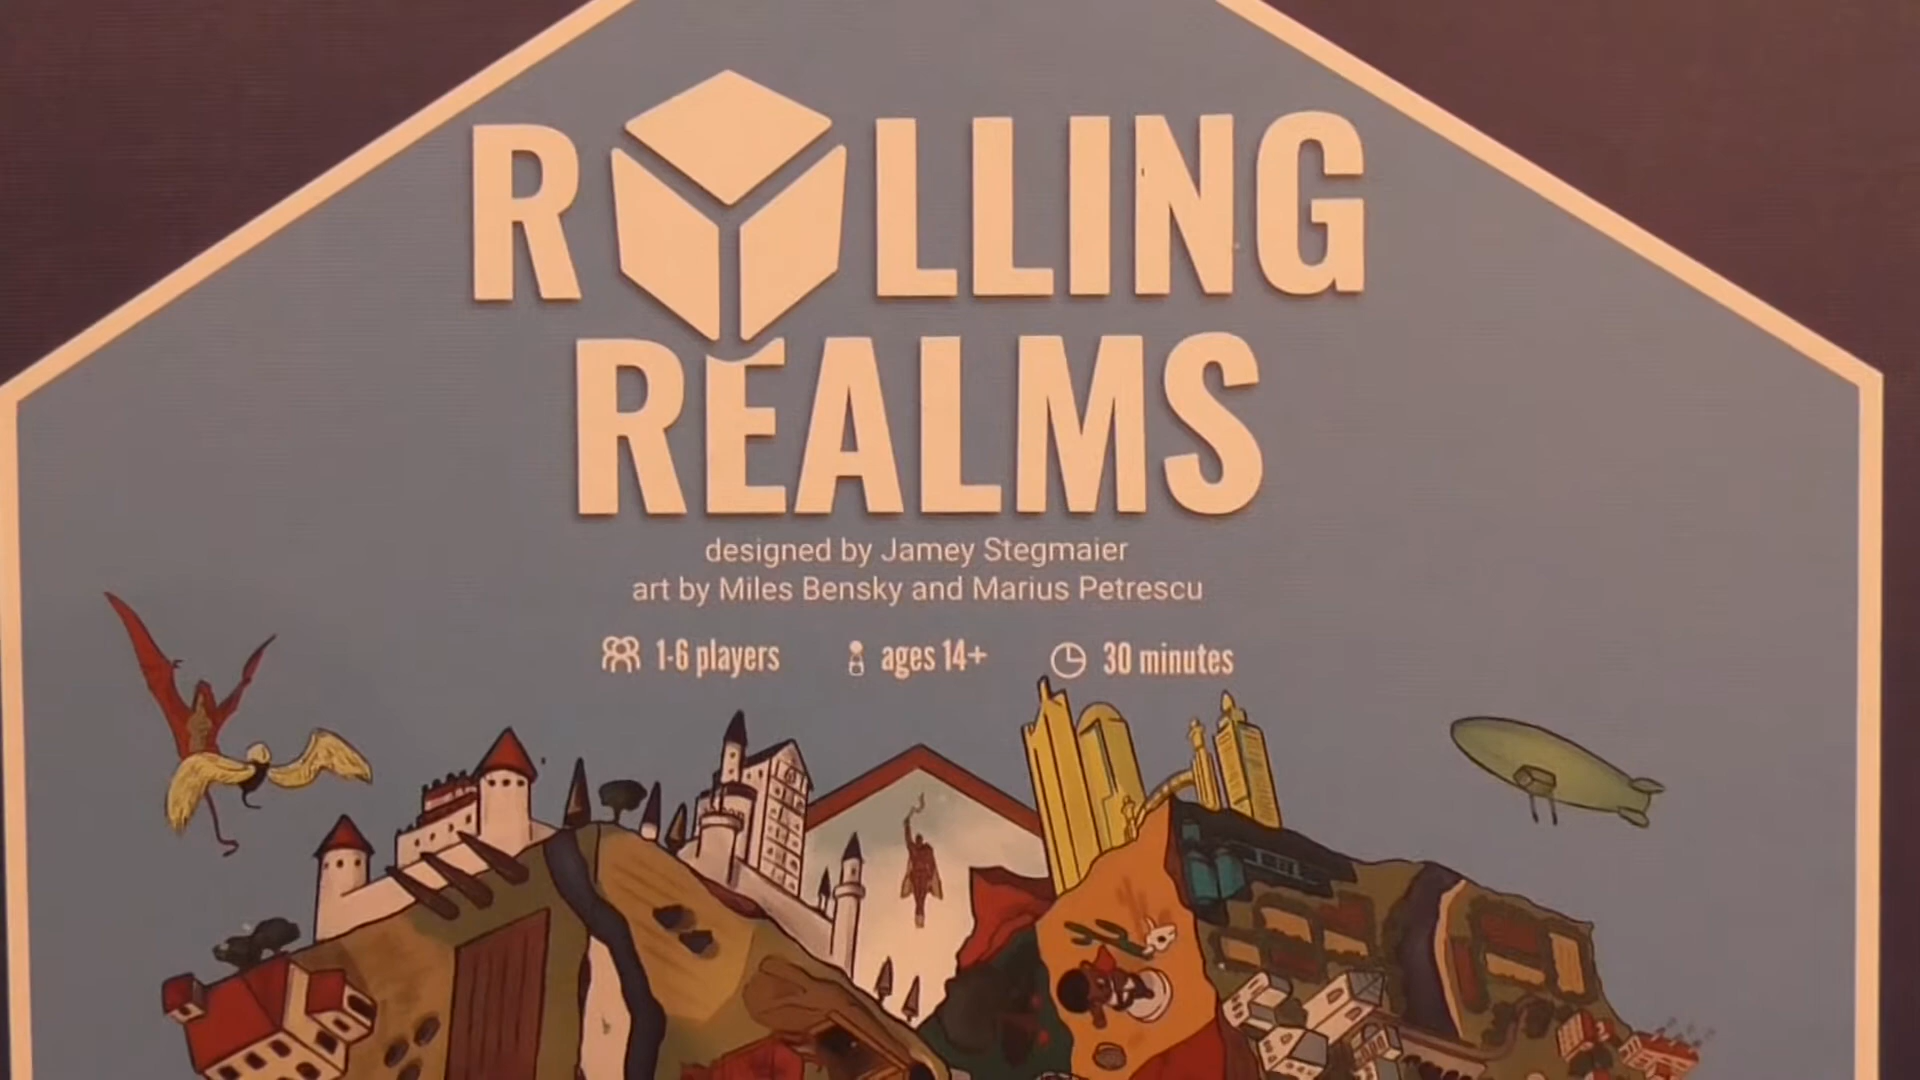 ROLLING
REALMS
designed by Jamey Stegmaier
art by Miles Bensky and Marius Petrescu
1-6 players ages 14+ 30 minutes